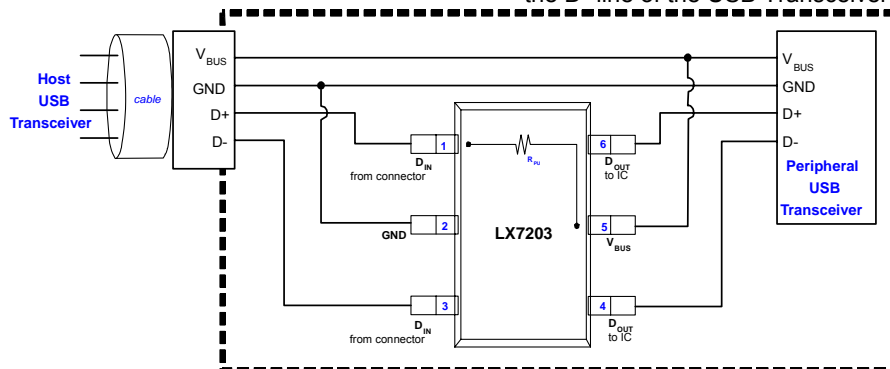 the D- line of the USB Transceiver
Host
USB
Transceiver
cable
VBUS
GND
D+
D-
1
DIN
from connector
2
GND
3
DIN
from connector
RPU
LX7203
6
DOUT
to IC
5
VBUS
4
DOUT
to IC
VBUS
GND
D+
D-
Peripheral
USB
Transceiver